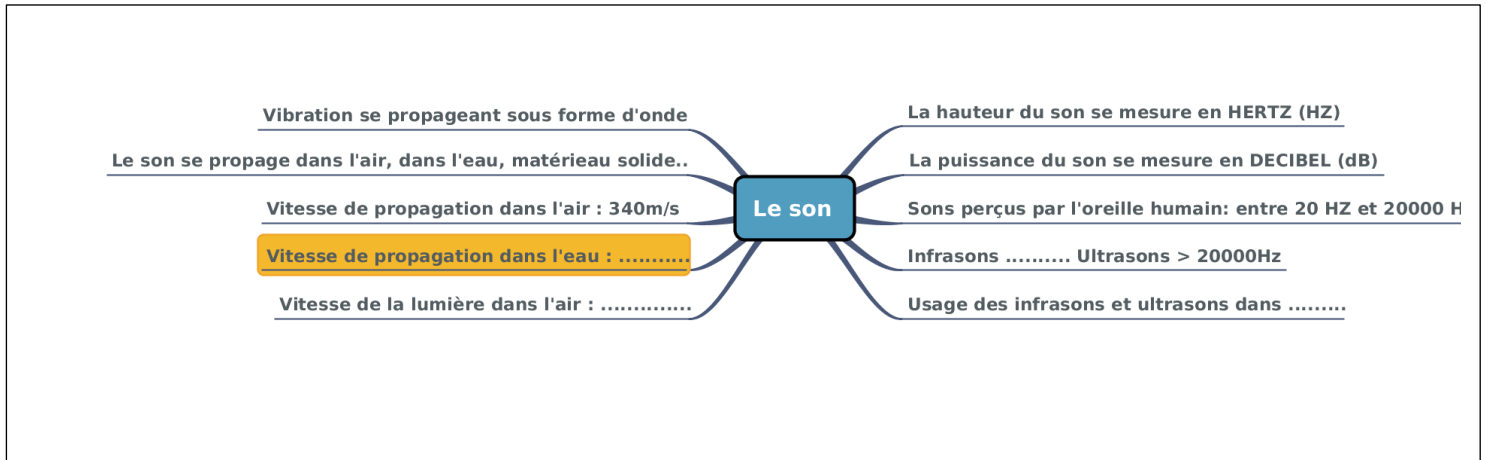 Vibration se propageant sous forme d'onde
Le son se propage dans l'air, dans l'eau, matérieau solide..
Vitesse de propagation dans l'air : 340m/s
Vitesse de propagation dans l'eau : ...........
Vitesse de la lumière dans l'air : ..............
Le son
La hauteur du son se mesure en HERTZ (HZ)
La puissance du son se mesure en DECIBEL (dB)
Sons perçus par l'oreille humain: entre 20 HZ et 20000 H
Infrasons .......... Ultrasons > 20000Hz
Usage des infrasons et ultrasons dans .........